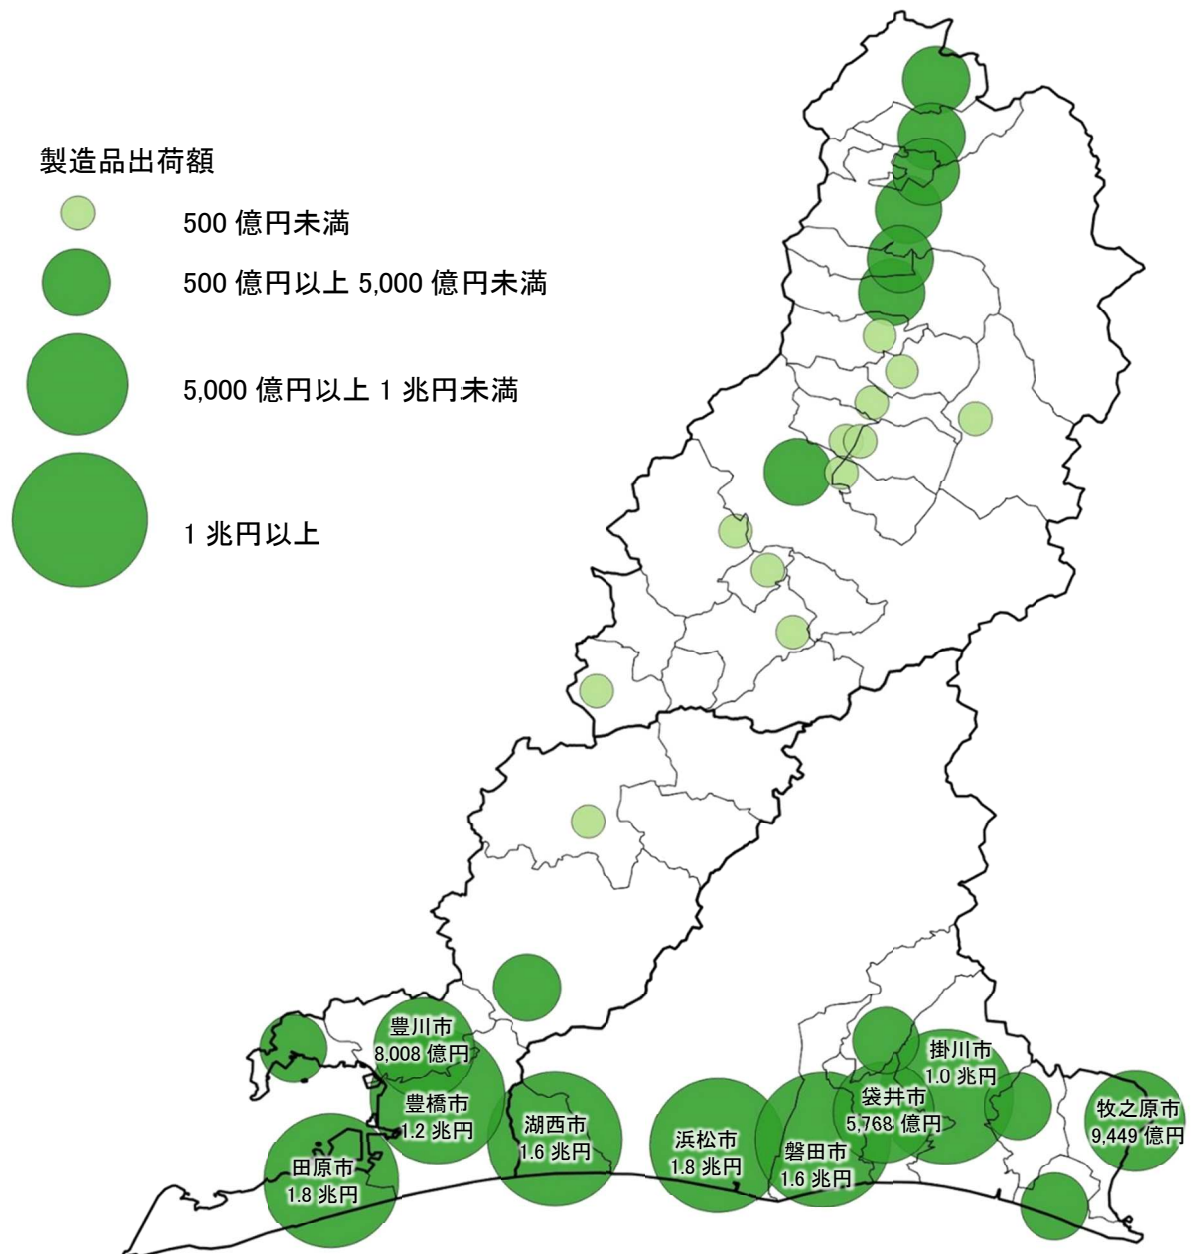 製造品出荷額
500 億円未満
500 億円以上 5,000 億円未満
5,000 億円以上 1 兆円未満
1 兆円以上
豊川市
8,008 億円
豊橋市
1.2 兆円
田原市
1.8 兆円
湖西市
1.6 兆円
浜松市
1.8 兆円
磐田市
1.6 兆円
袋井市
5,768 億円
掛川市
1.0 兆円
牧之原市
9,449 億円